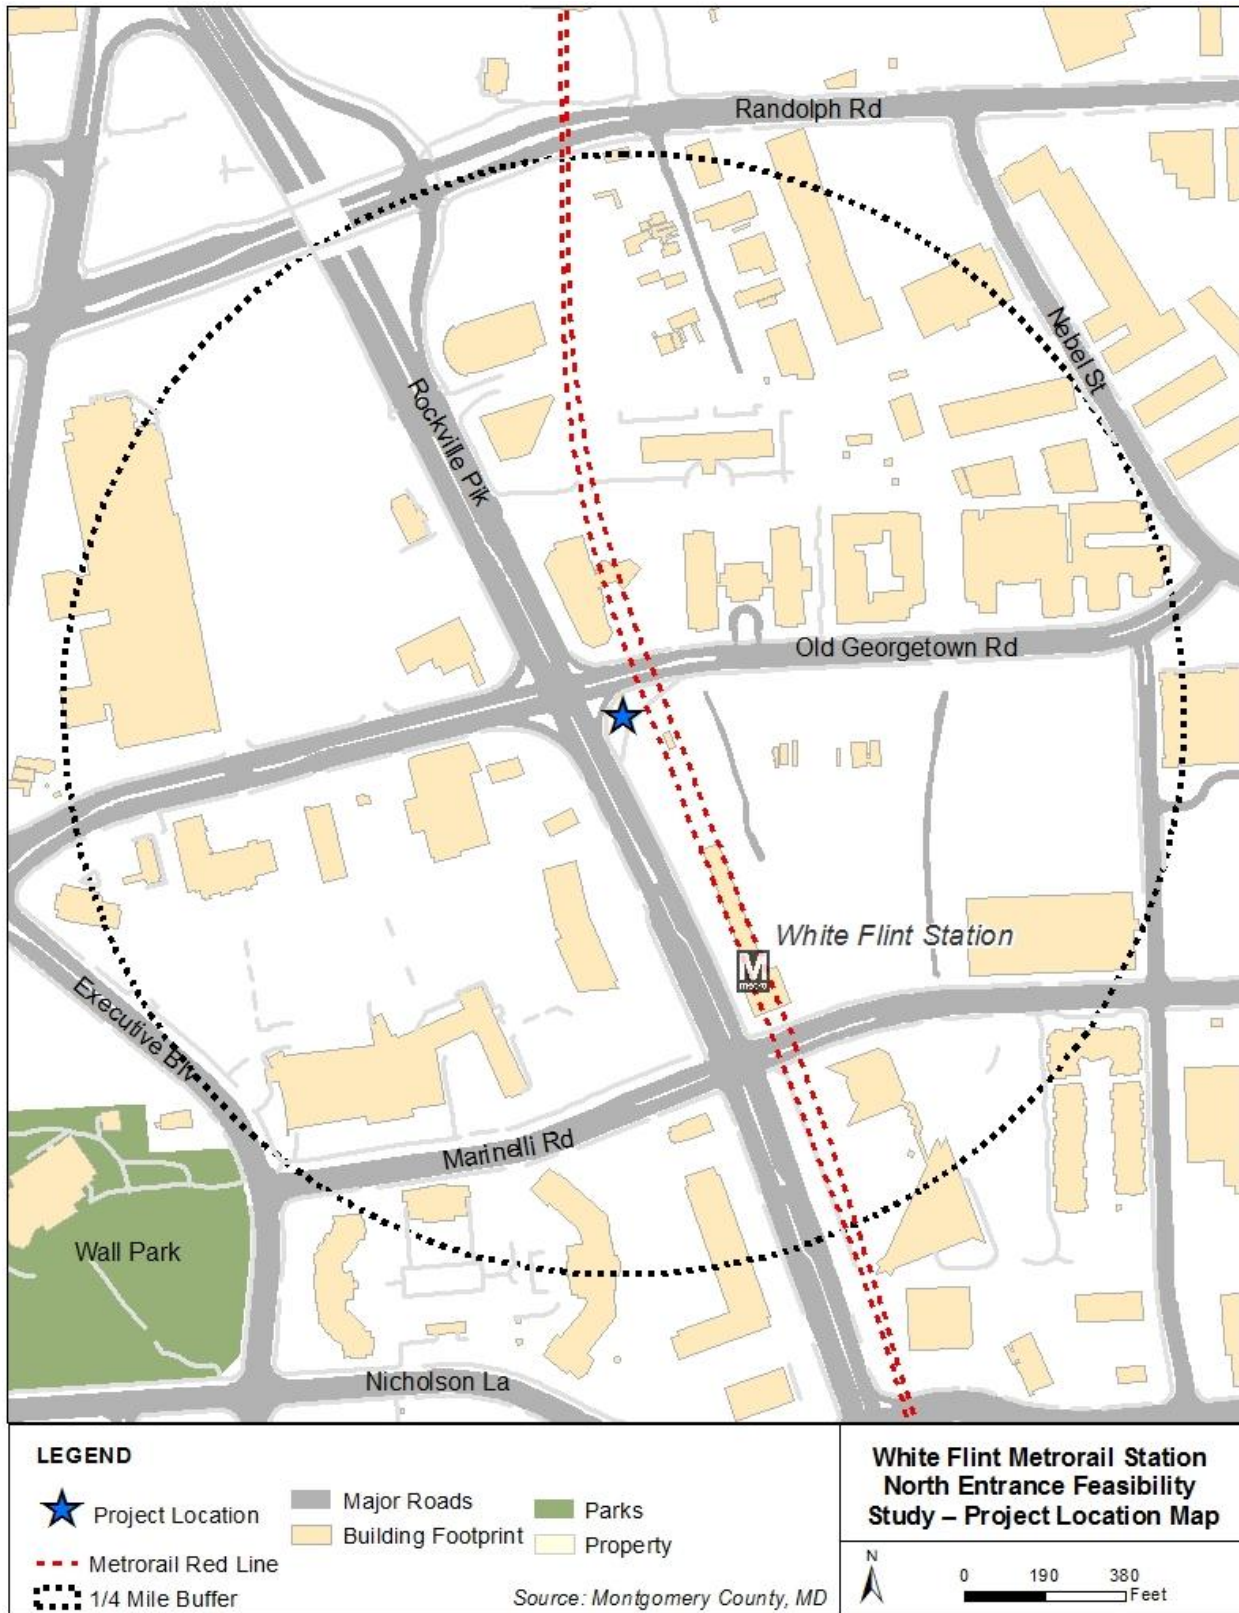 Randolph Rd
Nebel St
Rockville Pik
Old Georgetown Rd
White Flint Station
M
metro
Executive Blv
Marinelli Rd
Wall Park
Nicholson La
LEGEND
Project Location
Metrorail Red Line
1/4 Mile Buffer
Major Roads
Building Footprint
Parks
Property
Source: Montgomery County, MD
White Flint Metrorail Station
North Entrance Feasibility
Study – Project Location Map
N
0 190 380
Feet